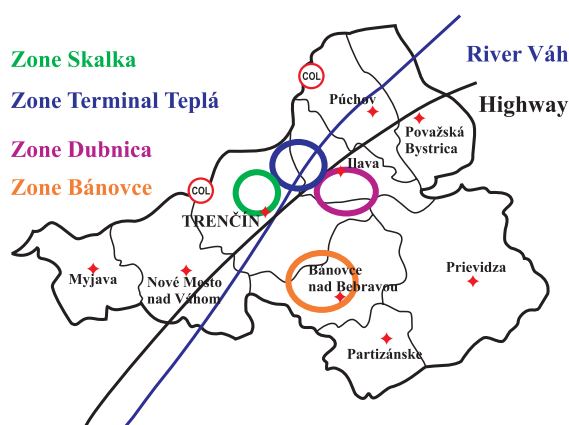 Zone Skalka
River Váh
COL
Zone Terminal Teplá
Púchov
Highway
Považská
Bystrica
Zone Dubnica
Ilava
Zone Bánovce
COL
TRENČÍN
Myjava
Nové Mesto
nad Váhom
Bánovce
nad Bebravou
Prievidza
Partizánske